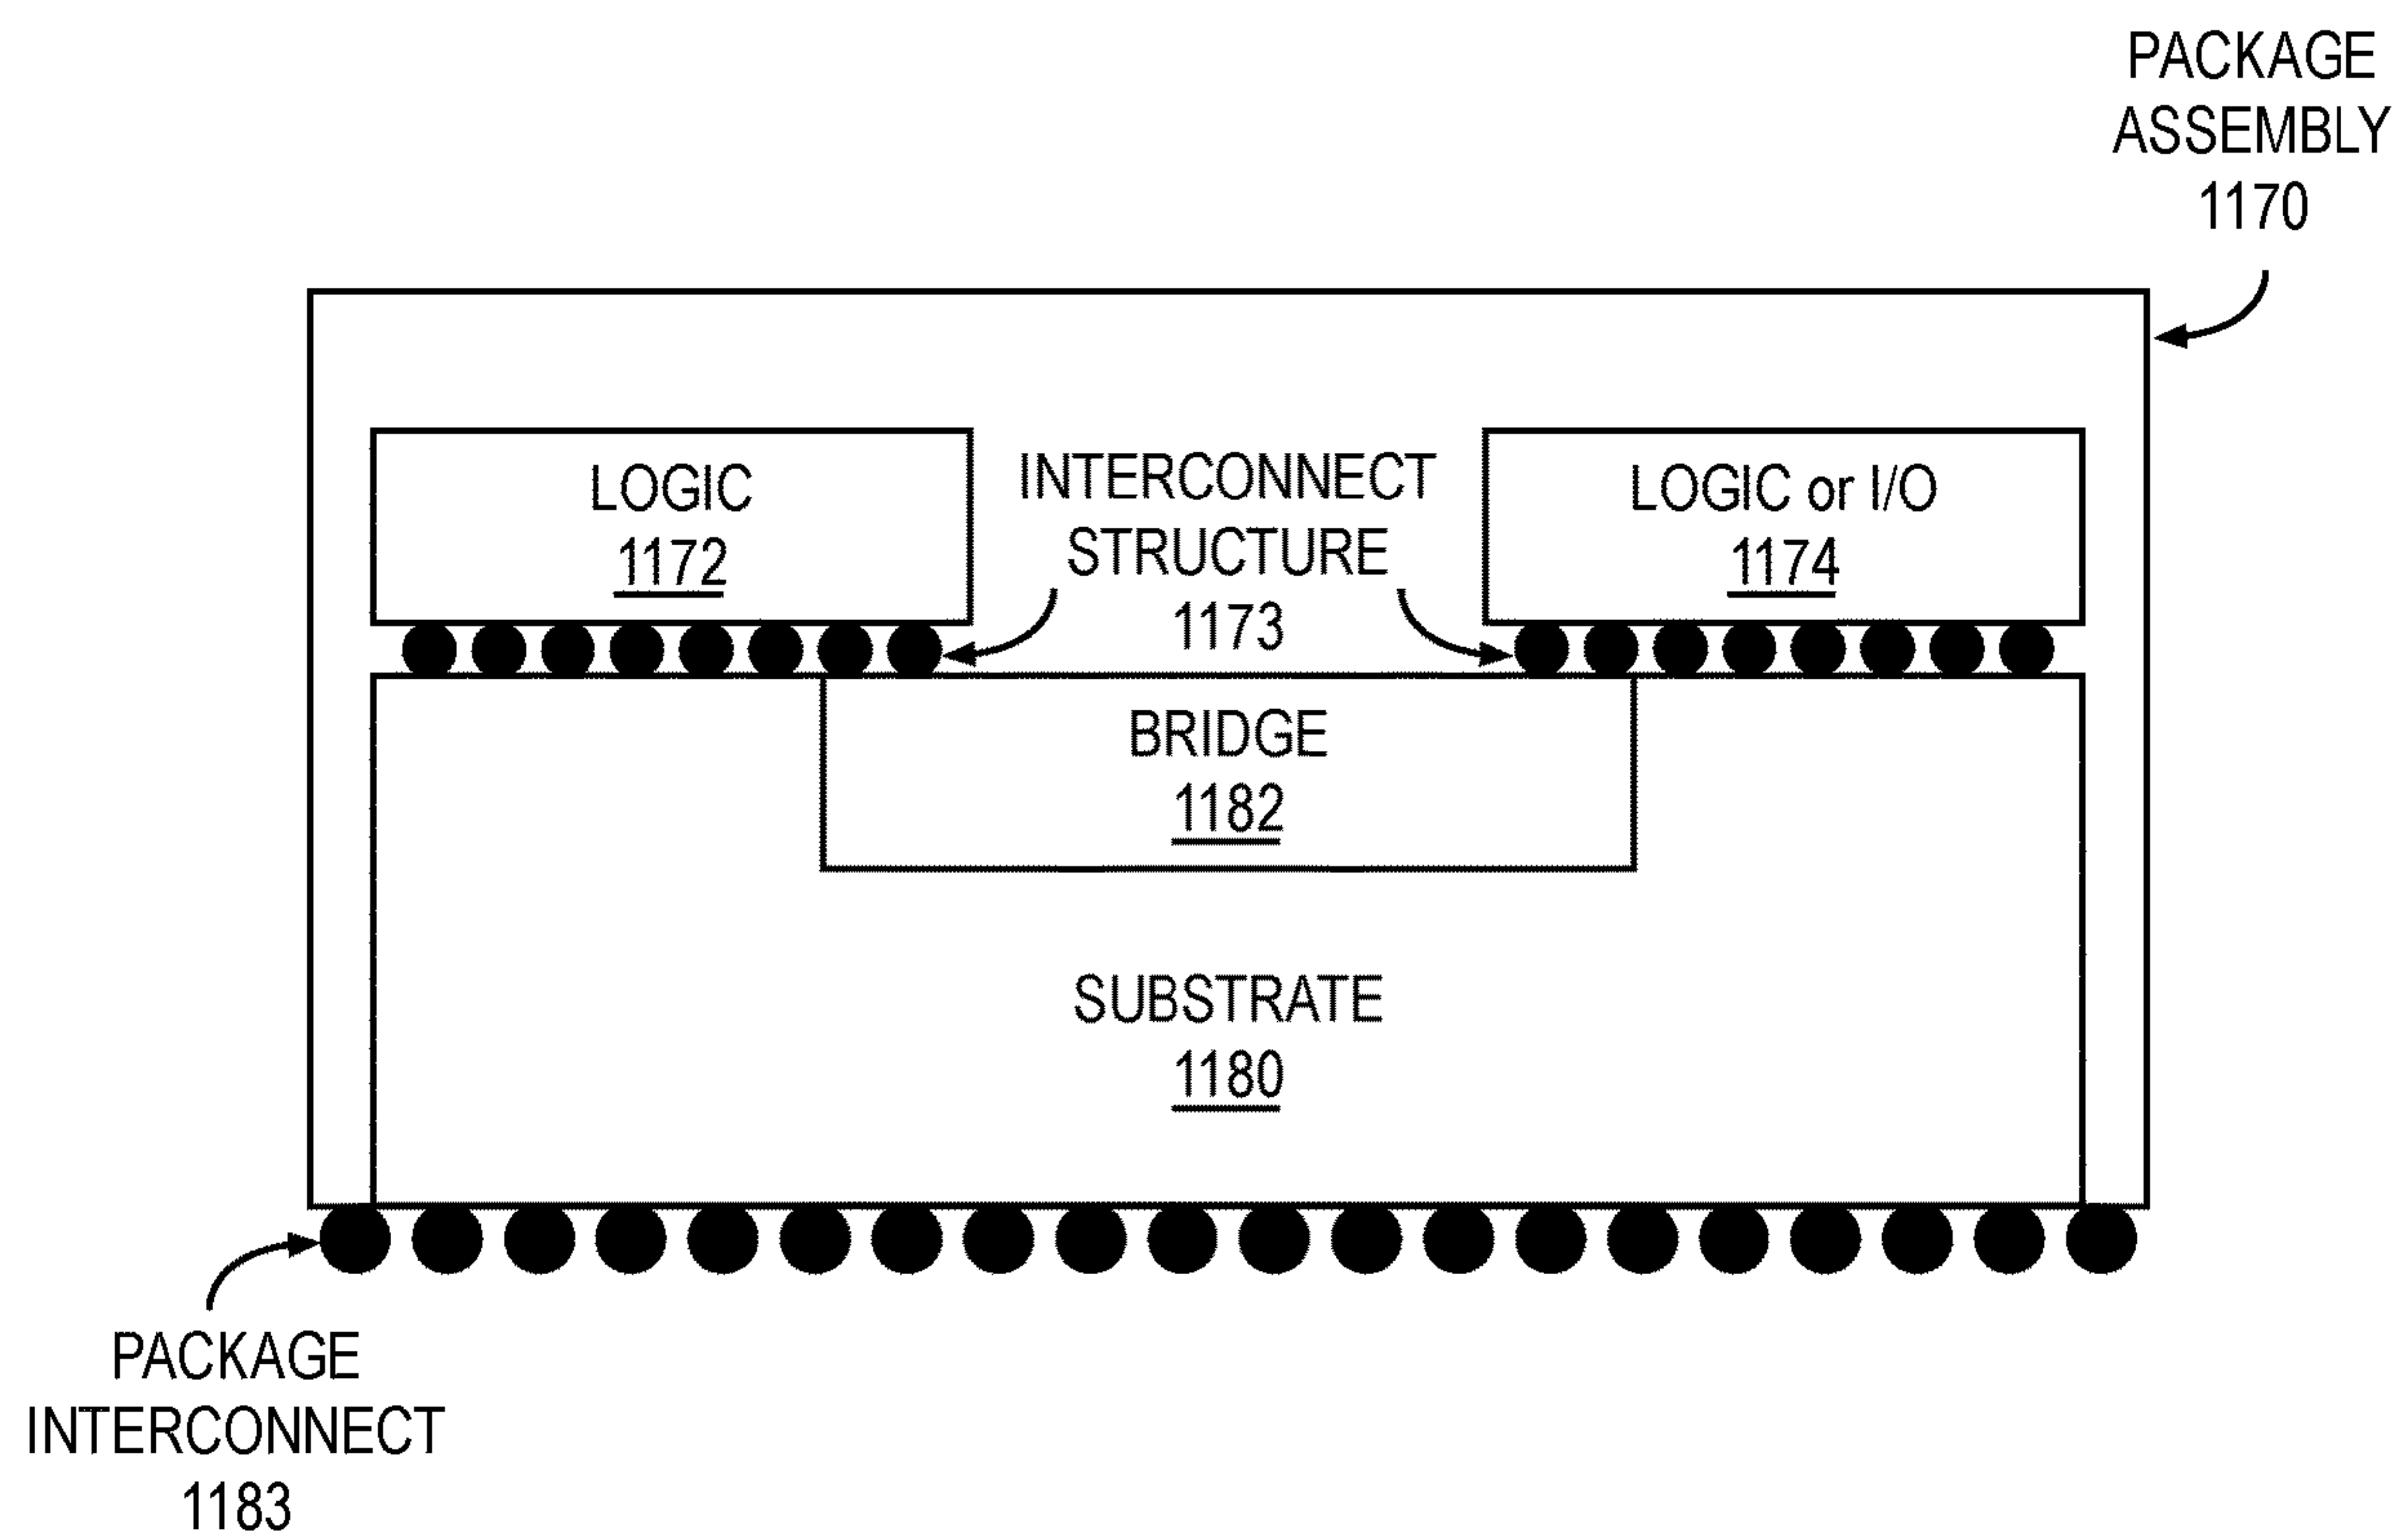 PACKAGE
ASSEMBLY
1170
LOGIC
1172
INTERCONNECT
STRUCTURE
1173
LOGIC or I/O
1174
BRIDGE
1182
SUBSTRATE
1180
PACKAGE
INTERCONNECT
1183